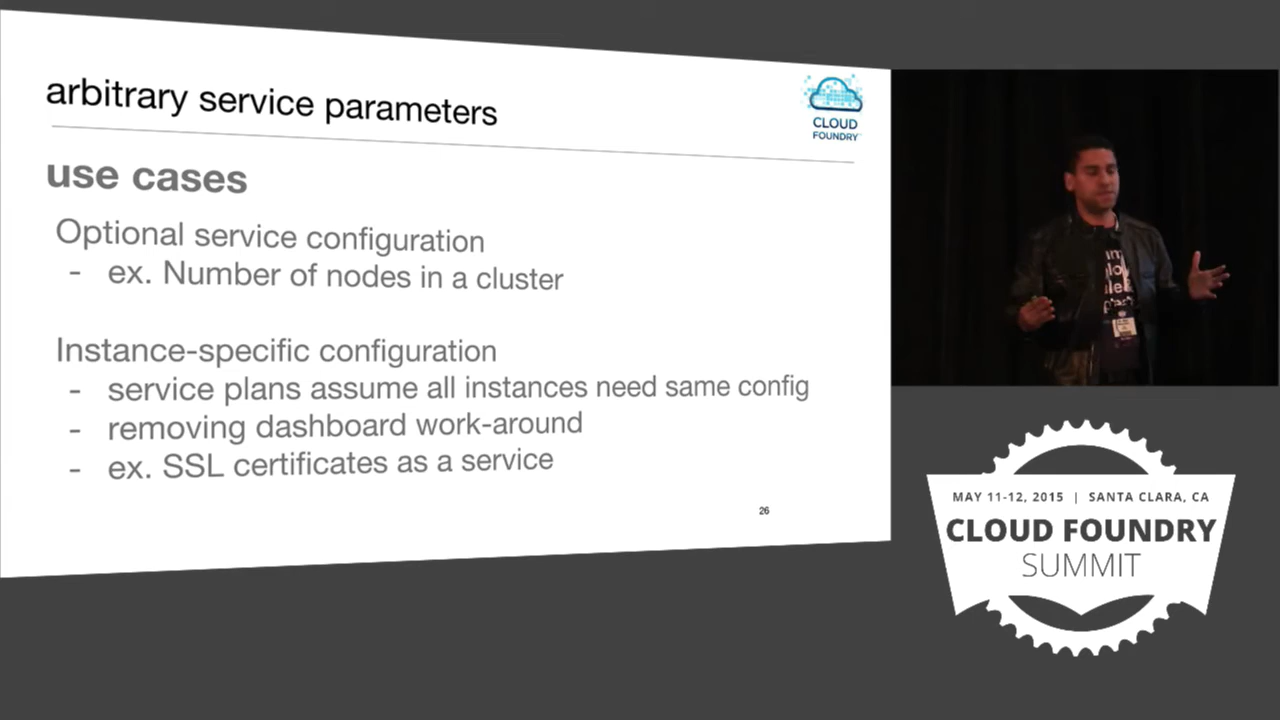 arbitrary service parameters
CLOUD
FOUNDRY
use cases
Optional service configuration
- ex. Number of nodes in a cluster
Instance-specific configuration
- service plans assume all instances need same config
- removing dashboard work-around
- ex. SSL certificates as a service
26
MAY 11-12, 2015 | SANTA CLARA, CA
CLOUD FOUNDRY
SUMMIT